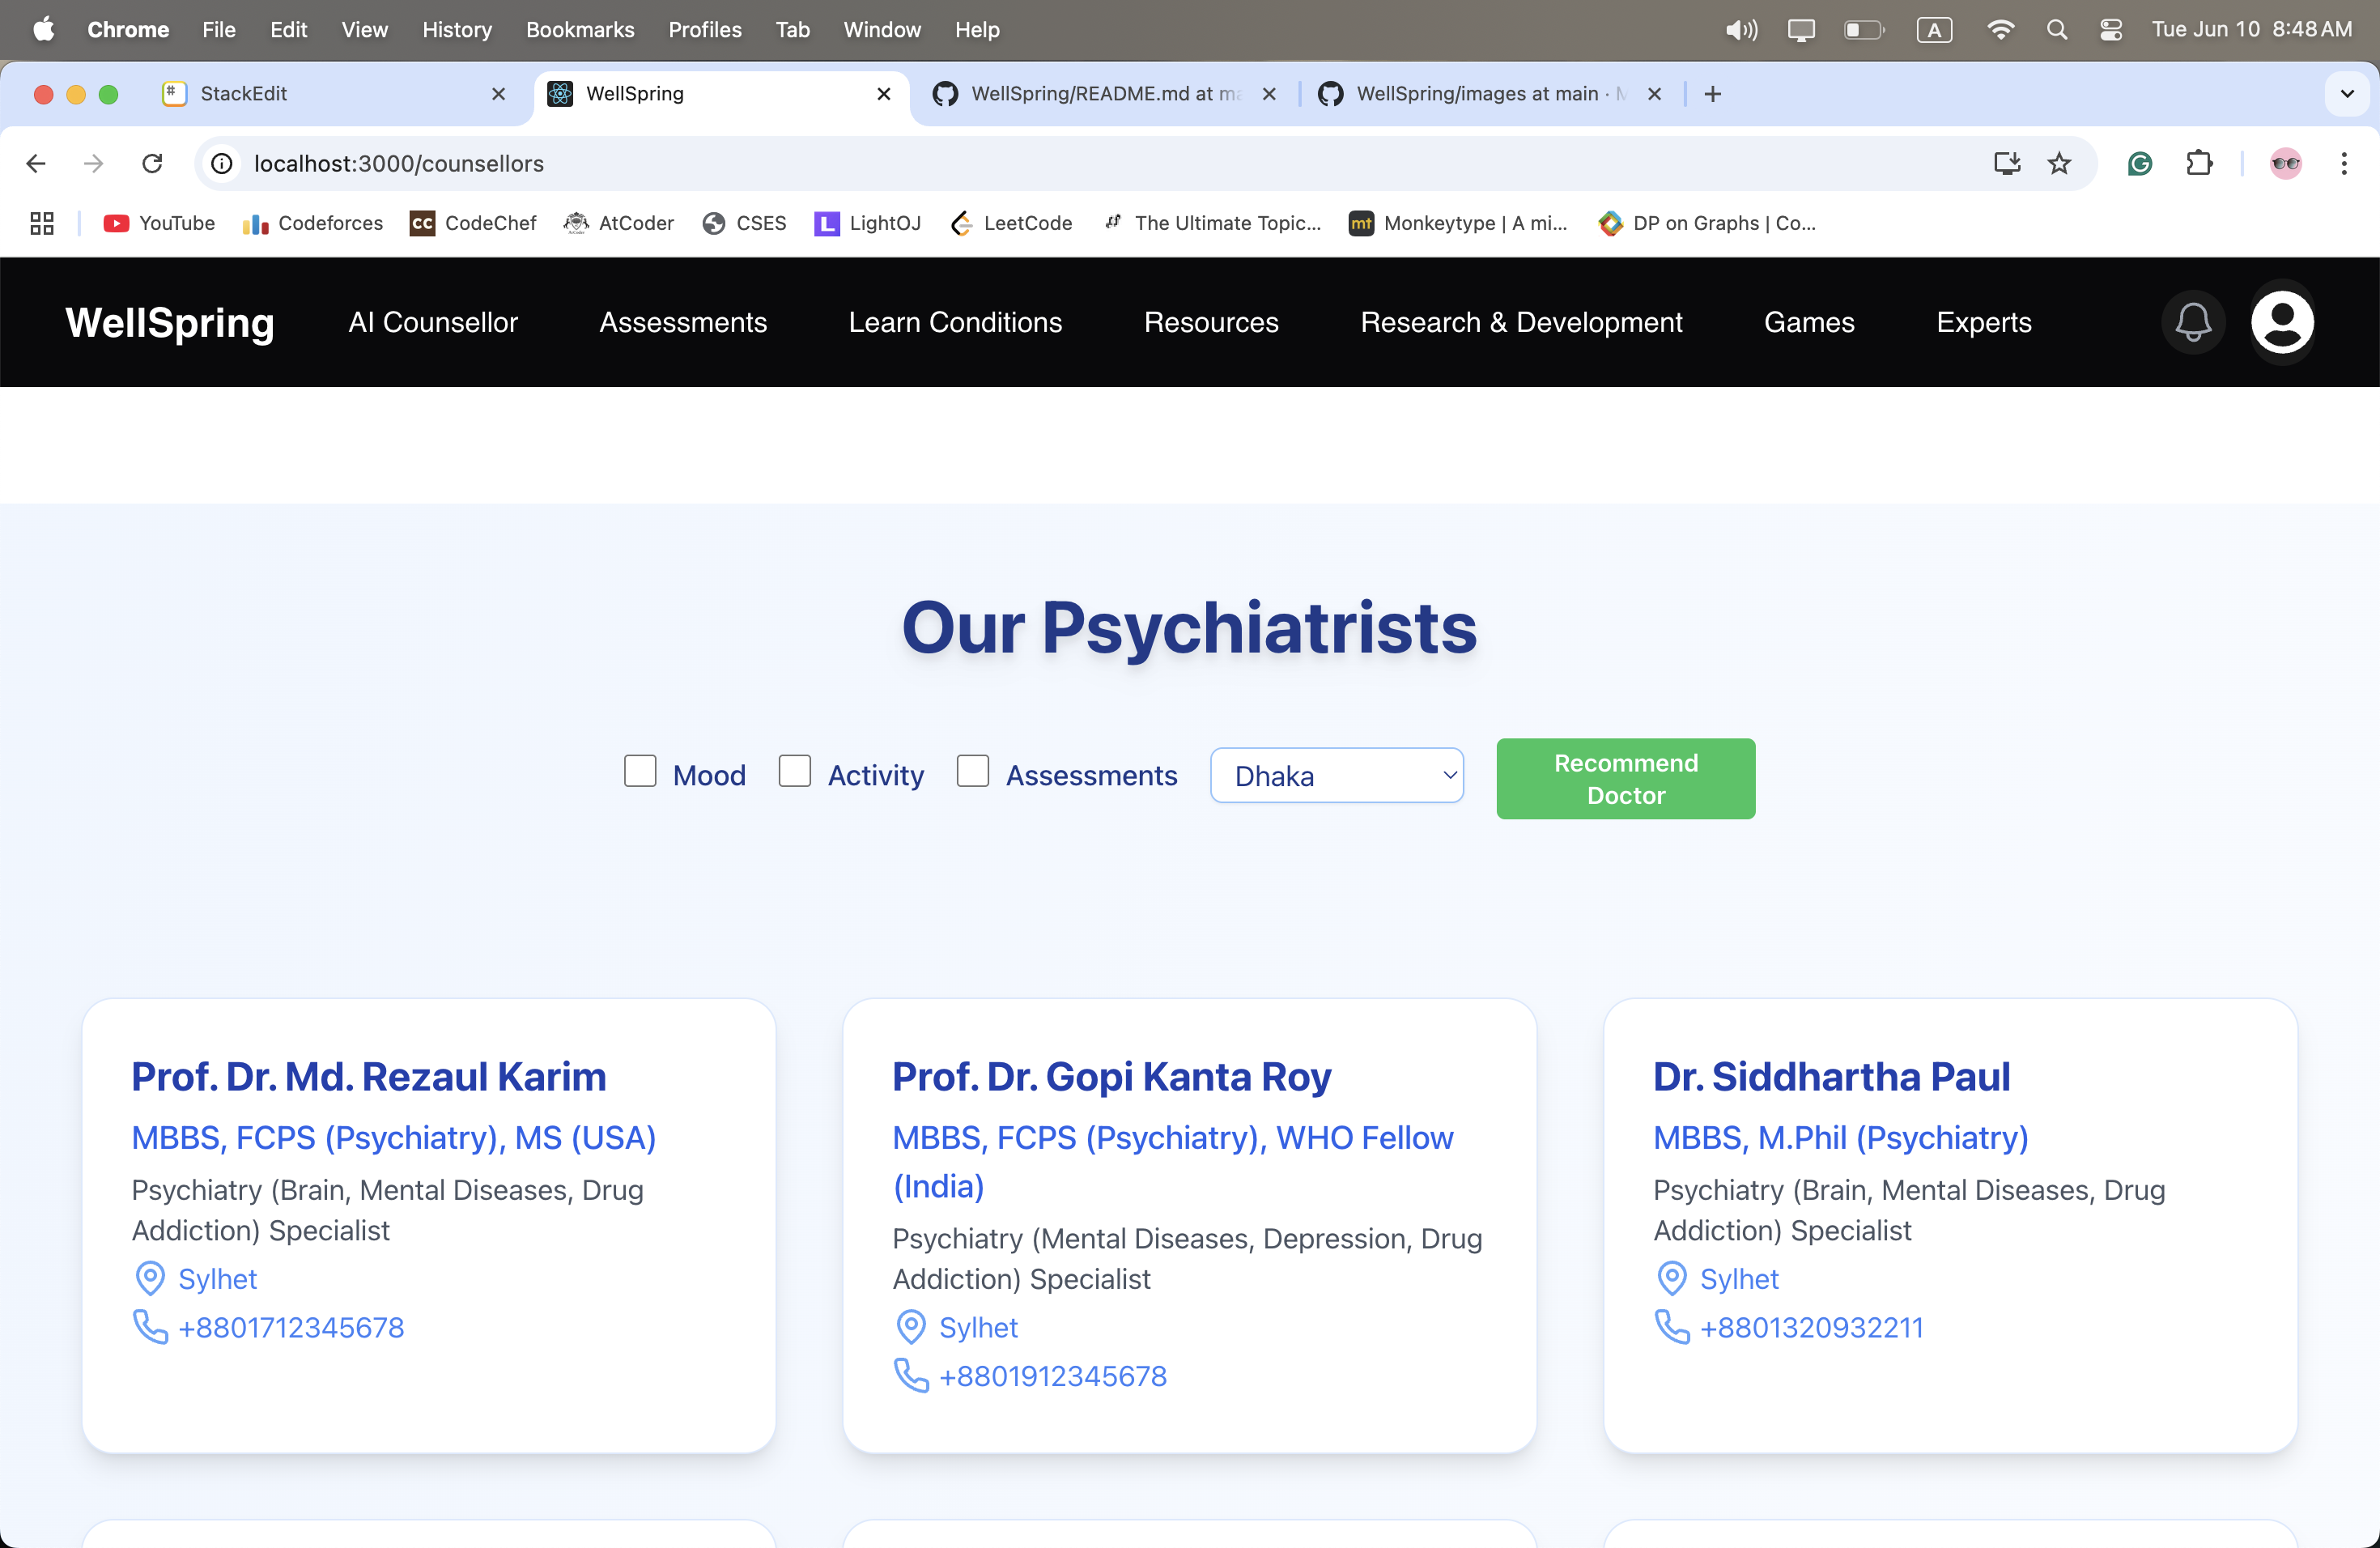 Chrome File Edit View History Bookmarks Profiles Tab Window Help A Tue Jun 10 8:48 AM
StackEdit WellSpring WellSpring/README.md at ma WellSpring/images at main · M
localhost:3000/counsellors
YouTube Codeforces CC CodeChef AtCoder CSES L LightOJ LeetCode The Ultimate Topic... mt Monkeytype | A mi... DP on Graphs | Co...
WellSpring AI Counsellor Assessments Learn Conditions Resources Research & Development Games Experts
Our Psychiatrists
Mood Activity Assessments Dhaka
Recommend
Doctor
Prof. Dr. Md. Rezaul Karim
MBBS, FCPS (Psychiatry), MS (USA)
Psychiatry (Brain, Mental Diseases, Drug
Addiction) Specialist
Sylhet
+8801712345678
Prof. Dr. Gopi Kanta Roy
MBBS, FCPS (Psychiatry), WHO Fellow
(India)
Psychiatry (Mental Diseases, Depression, Drug
Addiction) Specialist
Sylhet
+8801912345678
Dr. Siddhartha Paul
MBBS, M.Phil (Psychiatry)
Psychiatry (Brain, Mental Diseases, Drug
Addiction) Specialist
Sylhet
+8801320932211